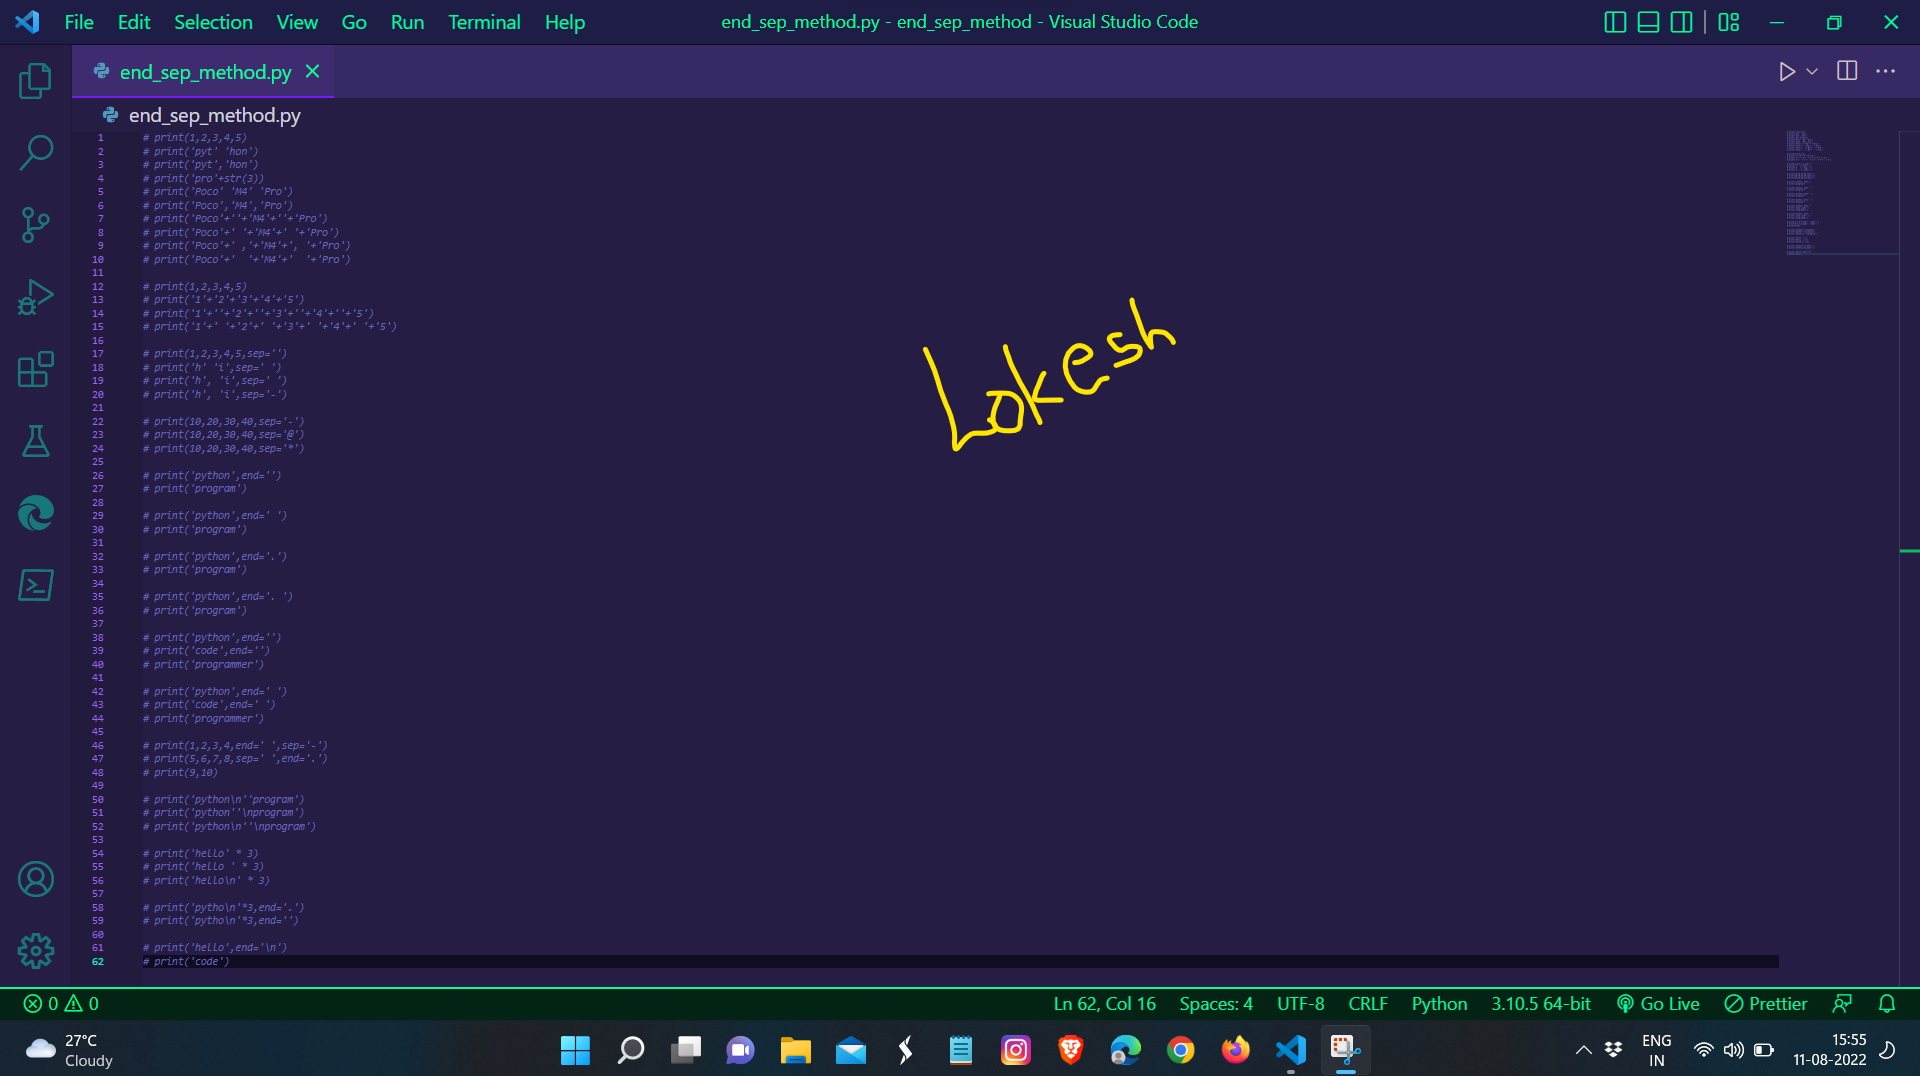 File Edit Selection View Go Run Terminal Help end_sep_method.py - end_sep_method - Visual Studio Code
end_sep_method.py
end_sep_method.py
1 # print(1,2,3,4,5)
2 # print('pyt' 'hon')
3 # print('pyt','hon')
4 # print('pro'+str(3))
5 # print('Poco' 'M4' 'Pro')
6 # print('Poco','M4','Pro')
7 # print('Poco'+''+'M4'+''+'Pro')
8 # print('Poco'+' '+'M4'+' '+'Pro')
9 # print('Poco'+' ,'+'M4'+', '+'Pro')
10 # print('Poco'+'  '+'M4'+'  '+'Pro')
11
12 # print(1,2,3,4,5)
13 # print('1'+'2'+'3'+'4'+'5')
14 # print('1'+''+'2'+''+'3'+''+'4'+''+'5')
15 # print('1'+' '+'2'+' '+'3'+' '+'4'+' '+'5')
16
17 # print(1,2,3,4,5,sep='')
18 # print('h' 'i',sep=' ')
19 # print('h', 'i',sep=' ')
20 # print('h', 'i',sep='-')
21
22 # print(10,20,30,40,sep='-')
23 # print(10,20,30,40,sep='@')
24 # print(10,20,30,40,sep='*')
25
26 # print('python',end='')
27 # print('program')
28
29 # print('python',end=' ')
30 # print('program')
31
32 # print('python',end='.')
33 # print('program')
34
35 # print('python',end='. ')
36 # print('program')
37
38 # print('python',end='')
39 # print('code',end='')
40 # print('programmer')
41
42 # print('python',end=' ')
43 # print('code',end=' ')
44 # print('programmer')
45
46 # print(1,2,3,4,end=' ',sep='-')
47 # print(5,6,7,8,sep=' ',end='.')
48 # print(9,10)
49
50 # print('python\n''program')
51 # print('python''\nprogram')
52 # print('python\n''\nprogram')
53
54 # print('hello' * 3)
55 # print('hello ' * 3)
56 # print('hello\n' * 3)
57
58 # print('pytho\n'*3,end='.')
59 # print('pytho\n'*3,end='')
60
61 # print('hello',end='\n')
62 # print('code')
Lokesh
0 0 Ln 62, Col 16 Spaces: 4 UTF-8 CRLF Python 3.10.5 64-bit Go Live Prettier
27°C
Cloudy
ENG
IN
15:55
11-08-2022